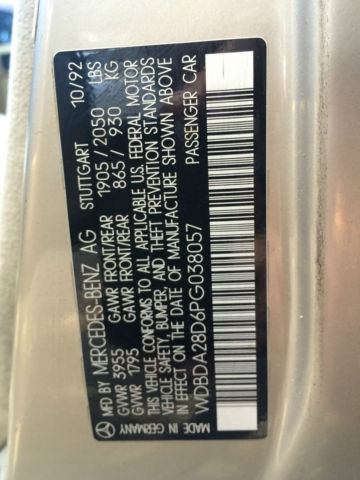 MFD BY MERCEDES-BENZ AG STUTTGART 10/92
GVWR 3955 GAWR FRONT/REAR 1905/2050 LBS
GVWR 1795 GAWR FRONT/REAR 865/ 930 KG
THIS VEHICLE CONFORMS TO ALL APPLICABLE U.S. FEDERAL MOTOR
VEHICLE SAFETY, BUMPER, AND THEFT PREVENTION STANDARDS
IN EFFECT ON THE DATE OF MANUFACTURE SHOWN ABOVE
WDBDA28D6PG038057 PASSENGER CAR
MADE IN GERMANY